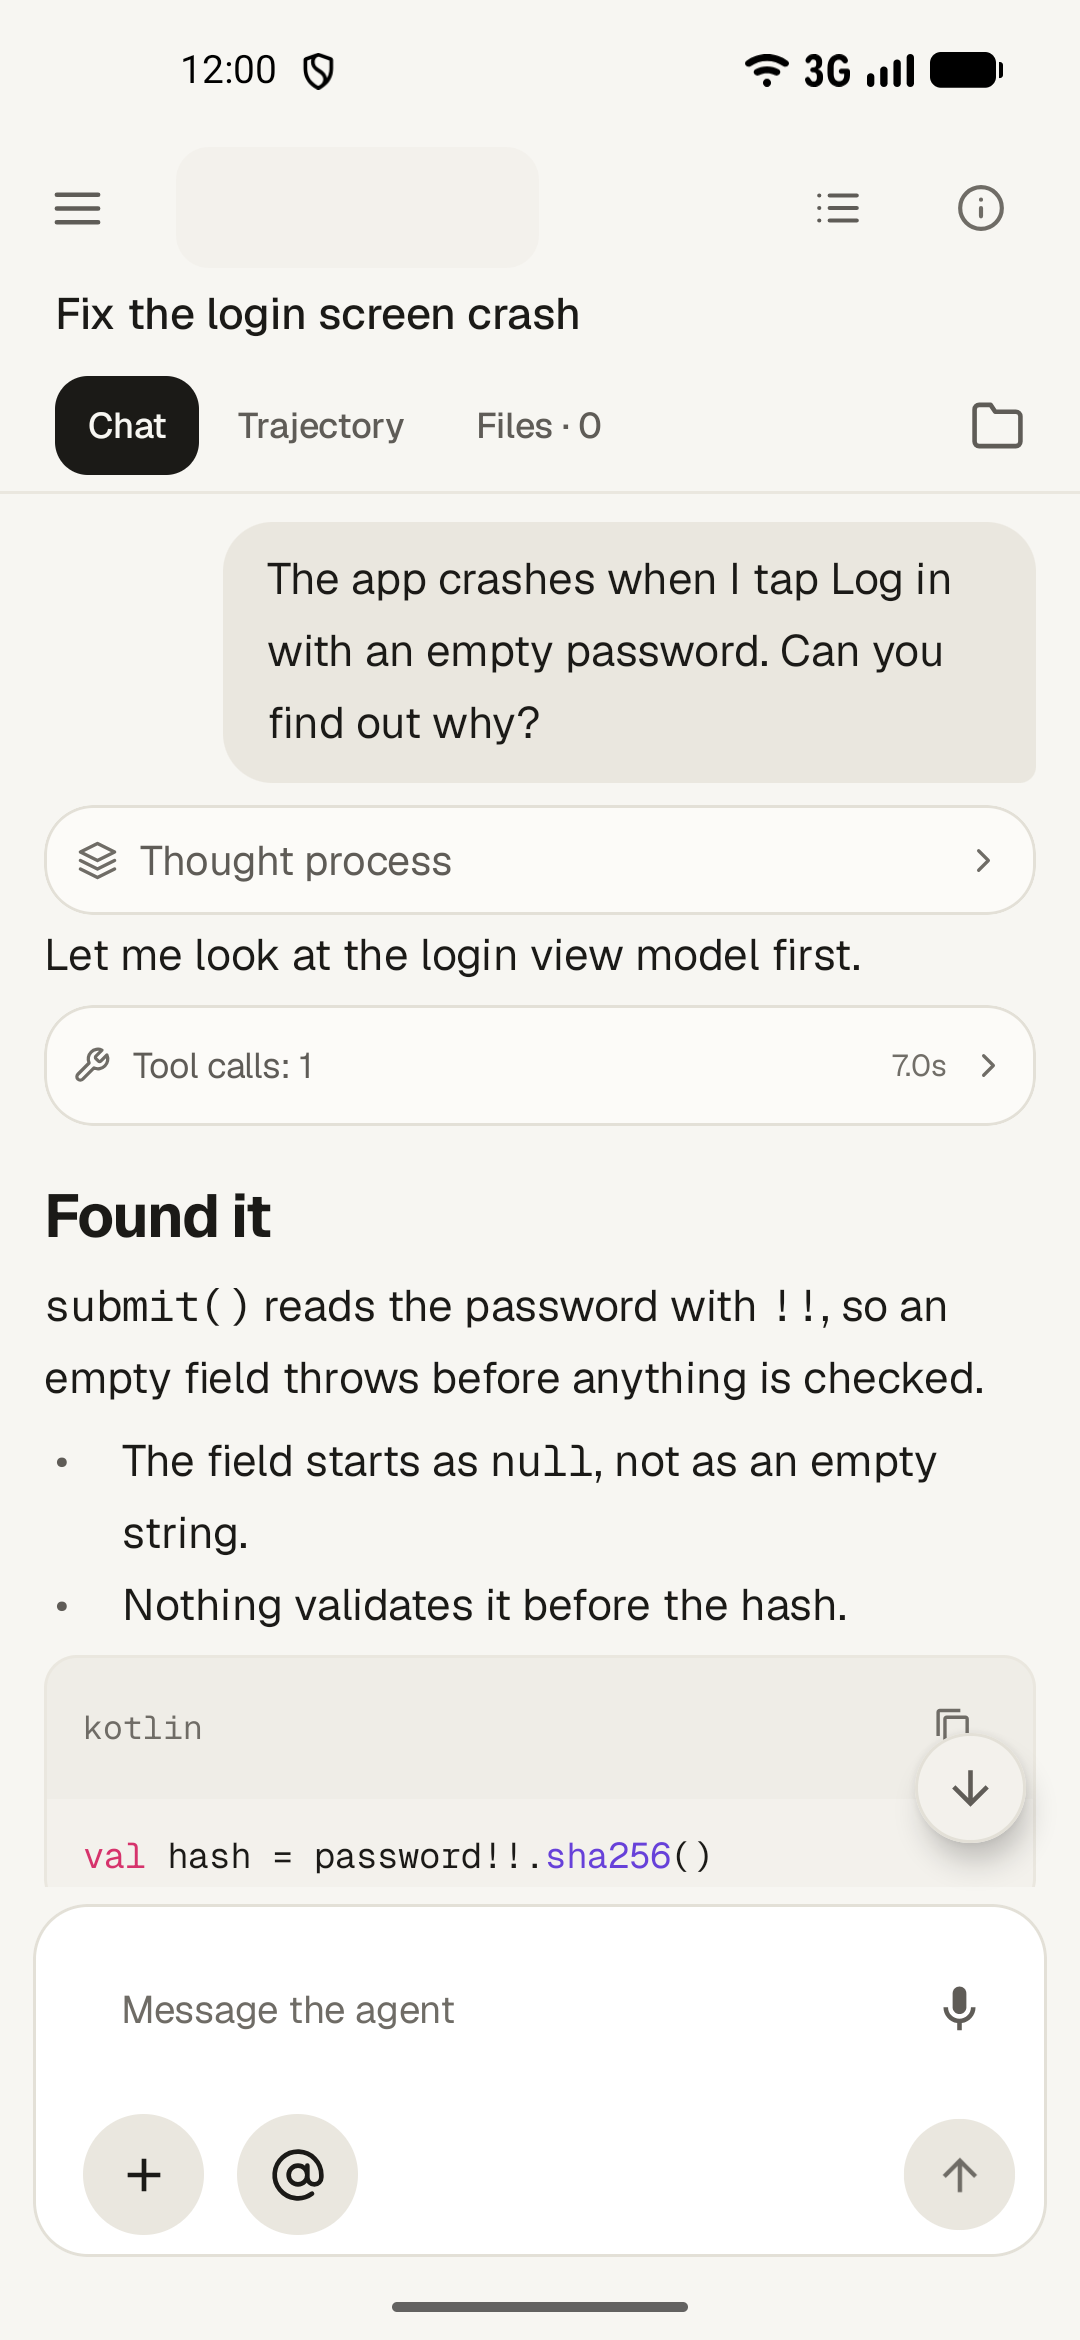 12:00
3G
Fix the login screen crash
Chat
Trajectory
Files · 0
The app crashes when I tap Log in
with an empty password. Can you
find out why?
Thought process
Let me look at the login view model first.
Tool calls: 1
7.0s
Found it
submit() reads the password with !!, so an
empty field throws before anything is checked.
• The field starts as null, not as an empty
string.
• Nothing validates it before the hash.
kotlin
val hash = password!!.sha256()
Message the agent